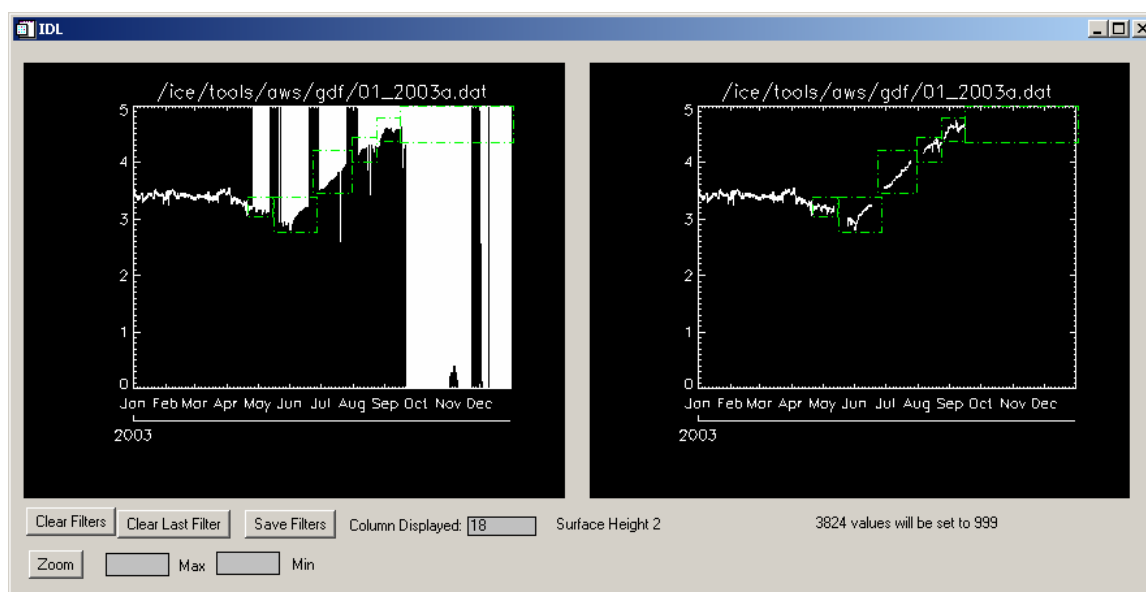 IDL
/ice/tools/aws/gdf/01_2003a.dat
5
4
3
2
1
0
Jan Feb Mar Apr May Jun Jul Aug Sep Oct Nov Dec
2003
/ice/tools/aws/gdf/01_2003a.dat
5
4
3
2
1
0
Jan Feb Mar Apr May Jun Jul Aug Sep Oct Nov Dec
2003
Clear Filters Clear Last Filter Save Filters Column Displayed: 18 Surface Height 2 3824 values will be set to 999
Zoom Max Min